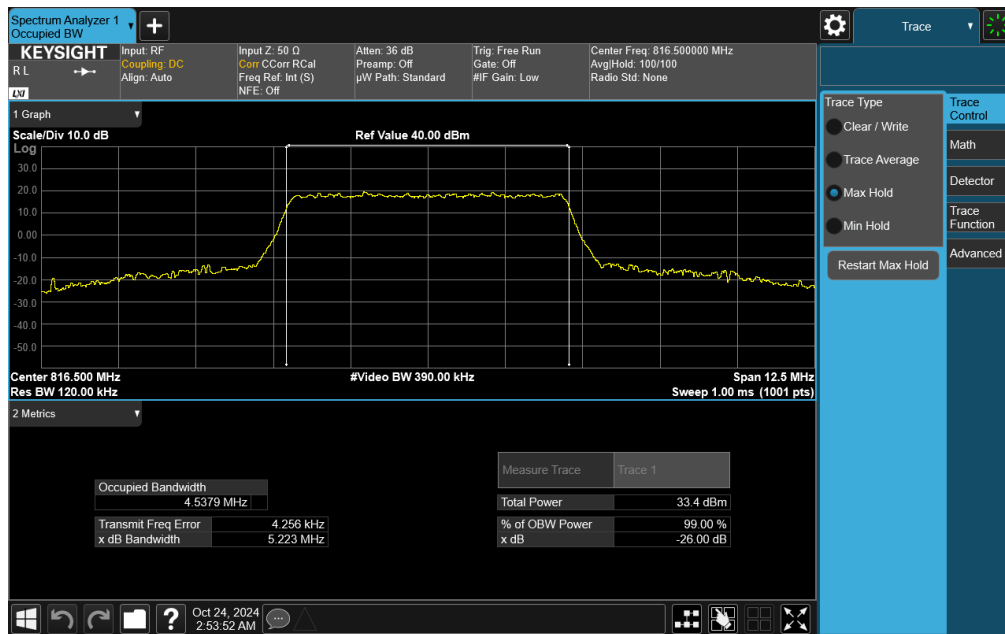 Spectrum Analyzer 1
Occupied BW
Trace
KEYSIGHT
R L
LXI
Input: RF
Coupling: DC
Align: Auto
Input Z: 50 Ω
Corr CCorr RCal
Freq Ref: Int (S)
NFE: Off
Atten: 36 dB
Preamp: Off
µW Path: Standard
Trig: Free Run
Gate: Off
#IF Gain: Low
Center Freq: 816.500000 MHz
Avg|Hold: 100/100
Radio Std: None
1 Graph
Scale/Div 10.0 dB
Ref Value 40.00 dBm
Log
30.0
20.0
10.0
0.00
-10.0
-20.0
-30.0
-40.0
-50.0
Center 816.500 MHz
#Video BW 390.00 kHz
Span 12.5 MHz
Res BW 120.00 kHz
Sweep 1.00 ms (1001 pts)
2 Metrics
Measure Trace
Trace 1
Occupied Bandwidth
4.5379 MHz
Total Power
33.4 dBm
Transmit Freq Error
4.256 kHz
% of OBW Power
99.00 %
x dB Bandwidth
5.223 MHz
x dB
-26.00 dB
Trace Type
Clear / Write
Trace Average
Max Hold
Min Hold
Restart Max Hold
Trace
Control
Math
Detector
Trace
Function
Advanced
?
Oct 24, 2024
2:53:52 AM